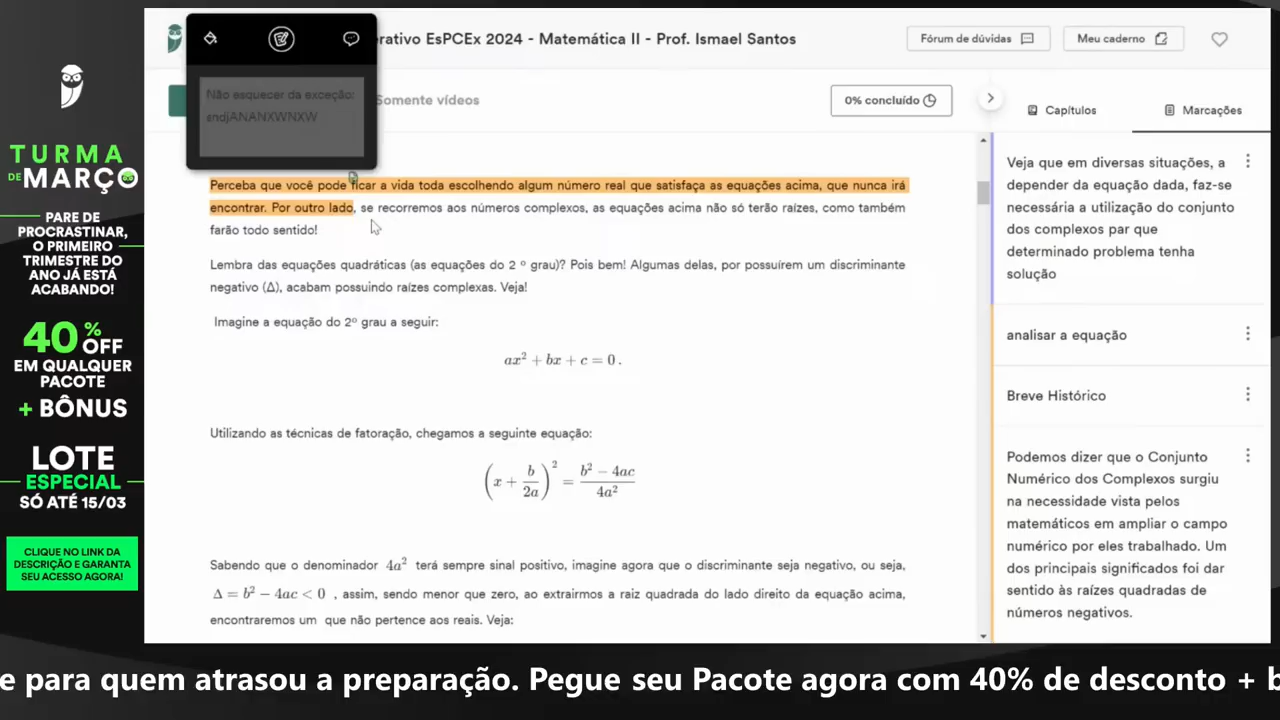 TURMA
DE MARÇO
PARE DE
PROCRASTINAR,
O PRIMEIRO
TRIMESTRE DO
ANO JÁ ESTÁ
ACABANDO!
40% OFF
EM QUALQUER
PACOTE
+ BÔNUS
LOTE
ESPECIAL
SÓ ATÉ 15/03
CLIQUE NO LINK DA
DESCRIÇÃO E GARANTA
SEU ACESSO AGORA!
rativo EsPCEx 2024 - Matemática II - Prof. Ismael Santos
Fórum de dúvidas
Meu caderno
Não esquecer da exceção:
sndjANANXWNXW
Somente vídeos
0% concluído
Capítulos
Marcações
Perceba que você pode ficar a vida toda escolhendo algum número real que satisfaça as equações acima, que nunca irá
encontrar. Por outro lado, se recorremos aos números complexos, as equações acima não só terão raízes, como também
farão todo sentido!
Lembra das equações quadráticas (as equações do 2 º grau)? Pois bem! Algumas delas, por possuírem um discriminante
negativo (Δ), acabam possuindo raízes complexas. Veja!
Imagine a equação do 2º grau a seguir:
ax² + bx + c = 0 .
Utilizando as técnicas de fatoração, chegamos a seguinte equação:
(x + b/2a)² = b² − 4ac/4a²
Sabendo que o denominador 4a² terá sempre sinal positivo, imagine agora que o discriminante seja negativo, ou seja,
Δ = b² − 4ac < 0 , assim, sendo menor que zero, ao extrairmos a raiz quadrada do lado direito da equação acima,
encontraremos um que não pertence aos reais. Veja:
Veja que em diversas situações, a
depender da equação dada, faz-se
necessária a utilização do conjunto
dos complexos par que
determinado problema tenha
solução
analisar a equação
Breve Histórico
Podemos dizer que o Conjunto
Numérico dos Complexos surgiu
na necessidade vista pelos
matemáticos em ampliar o campo
numérico por eles trabalhado. Um
dos principais significados foi dar
sentido às raízes quadradas de
números negativos.
e para quem atrasou a preparação. Pegue seu Pacote agora com 40% de desconto + b